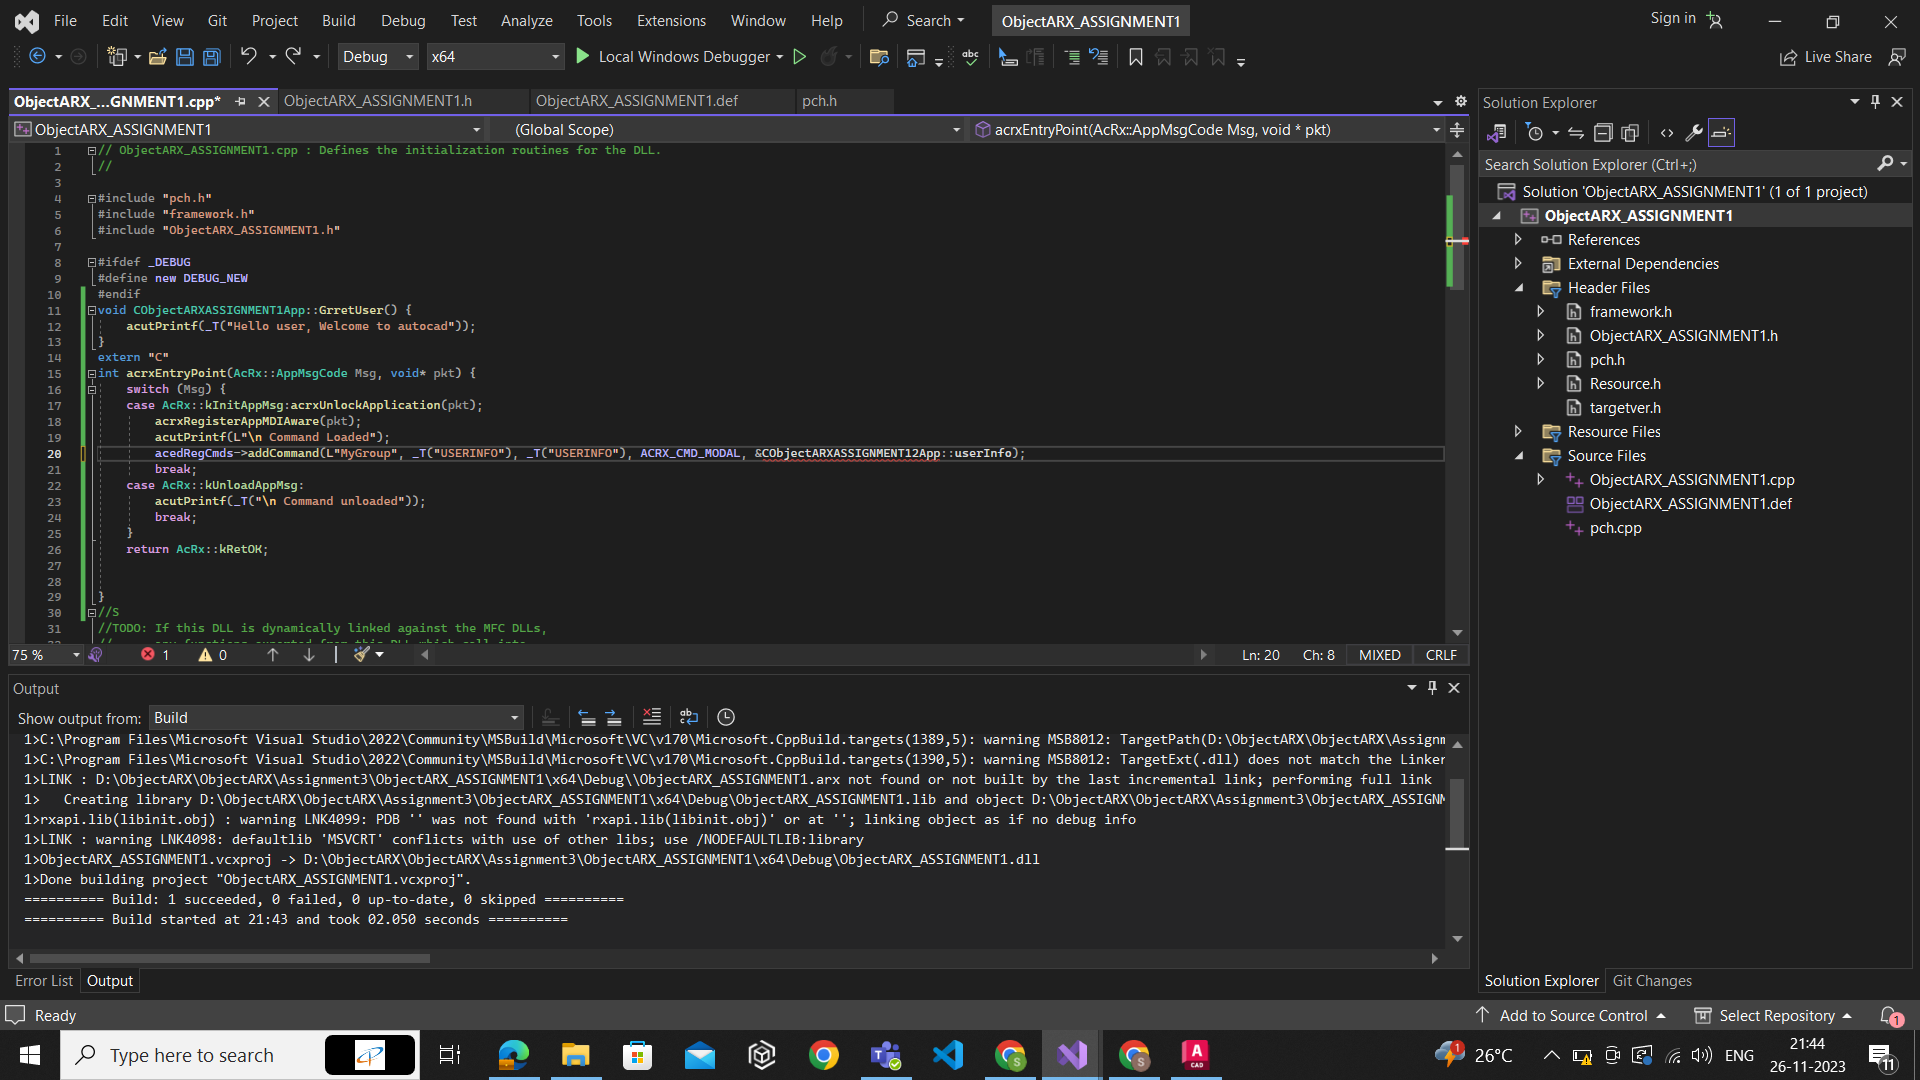 File Edit View Git Project Build Debug Test Analyze Tools Extensions Window Help Search ObjectARX_ASSIGNMENT1 Sign in
Debug x64 Local Windows Debugger Live Share
ObjectARX_...GNMENT1.cpp* ObjectARX_ASSIGNMENT1.h ObjectARX_ASSIGNMENT1.def pch.h
ObjectARX_ASSIGNMENT1 (Global Scope) acrxEntryPoint(AcRx::AppMsgCode Msg, void * pkt)
1 // ObjectARX_ASSIGNMENT1.cpp : Defines the initialization routines for the DLL.
2 //
3
4 #include "pch.h"
5 #include "framework.h"
6 #include "ObjectARX_ASSIGNMENT1.h"
7
8 #ifdef _DEBUG
9 #define new DEBUG_NEW
10 #endif
11 void CObjectARXASSIGNMENT1App::GrretUser() {
12 acutPrintf(_T("Hello user, Welcome to autocad"));
13 }
14 extern "C"
15 int acrxEntryPoint(AcRx::AppMsgCode Msg, void* pkt) {
16 switch (Msg) {
17 case AcRx::kInitAppMsg:acrxUnlockApplication(pkt);
18 acrxRegisterAppMDIAware(pkt);
19 acutPrintf(L"\n Command Loaded");
20 acedRegCmds->addCommand(L"MyGroup", _T("USERINFO"), _T("USERINFO"), ACRX_CMD_MODAL, &CObjectARXASSIGNMENT12App::userInfo);
21 break;
22 case AcRx::kUnloadAppMsg:
23 acutPrintf(_T("\n Command unloaded"));
24 break;
25 }
26 return AcRx::kRetOK;
27
28
29 }
30 //S
31 //TODO: If this DLL is dynamically linked against the MFC DLLs,
75 % 1 0 Ln: 20 Ch: 8 MIXED CRLF
Output
Show output from: Build
1>C:\Program Files\Microsoft Visual Studio\2022\Community\MSBuild\Microsoft\VC\v170\Microsoft.CppBuild.targets(1389,5): warning MSB8012: TargetPath(D:\ObjectARX\ObjectARX\Assignm
1>C:\Program Files\Microsoft Visual Studio\2022\Community\MSBuild\Microsoft\VC\v170\Microsoft.CppBuild.targets(1390,5): warning MSB8012: TargetExt(.dll) does not match the Linker
1>LINK : D:\ObjectARX\ObjectARX\Assignment3\ObjectARX_ASSIGNMENT1\x64\Debug\\ObjectARX_ASSIGNMENT1.arx not found or not built by the last incremental link; performing full link
1> Creating library D:\ObjectARX\ObjectARX\Assignment3\ObjectARX_ASSIGNMENT1\x64\Debug\ObjectARX_ASSIGNMENT1.lib and object D:\ObjectARX\ObjectARX\Assignment3\ObjectARX_ASSIGNM
1>rxapi.lib(libinit.obj) : warning LNK4099: PDB '' was not found with 'rxapi.lib(libinit.obj)' or at ''; linking object as if no debug info
1>LINK : warning LNK4098: defaultlib 'MSVCRT' conflicts with use of other libs; use /NODEFAULTLIB:library
1>ObjectARX_ASSIGNMENT1.vcxproj -> D:\ObjectARX\ObjectARX\Assignment3\ObjectARX_ASSIGNMENT1\x64\Debug\ObjectARX_ASSIGNMENT1.dll
1>Done building project "ObjectARX_ASSIGNMENT1.vcxproj".
========== Build: 1 succeeded, 0 failed, 0 up-to-date, 0 skipped ==========
========== Build started at 21:43 and took 02.050 seconds ==========
Error List Output
Solution Explorer
Search Solution Explorer (Ctrl+;)
Solution 'ObjectARX_ASSIGNMENT1' (1 of 1 project)
ObjectARX_ASSIGNMENT1
References
External Dependencies
Header Files
framework.h
ObjectARX_ASSIGNMENT1.h
pch.h
Resource.h
targetver.h
Resource Files
Source Files
ObjectARX_ASSIGNMENT1.cpp
ObjectARX_ASSIGNMENT1.def
pch.cpp
Solution Explorer Git Changes
Ready Add to Source Control Select Repository 1
Type here to search 26°C ENG 21:44
26-11-2023
11